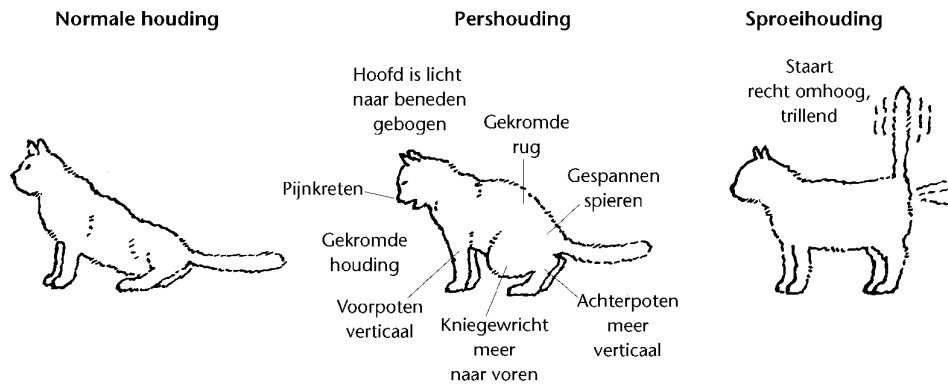 Normale houding
Pershouding
Sproeihouding
Hoofd is licht
naar beneden
gebogen
Gekromde
rug
Gespannen
spieren
Pijnkreten
Gekromde
houding
Voorpoten
verticaal
Kniegewricht
meer
naar voren
Achterpoten
meer
verticaal
Staart
recht omhoog,
trillend